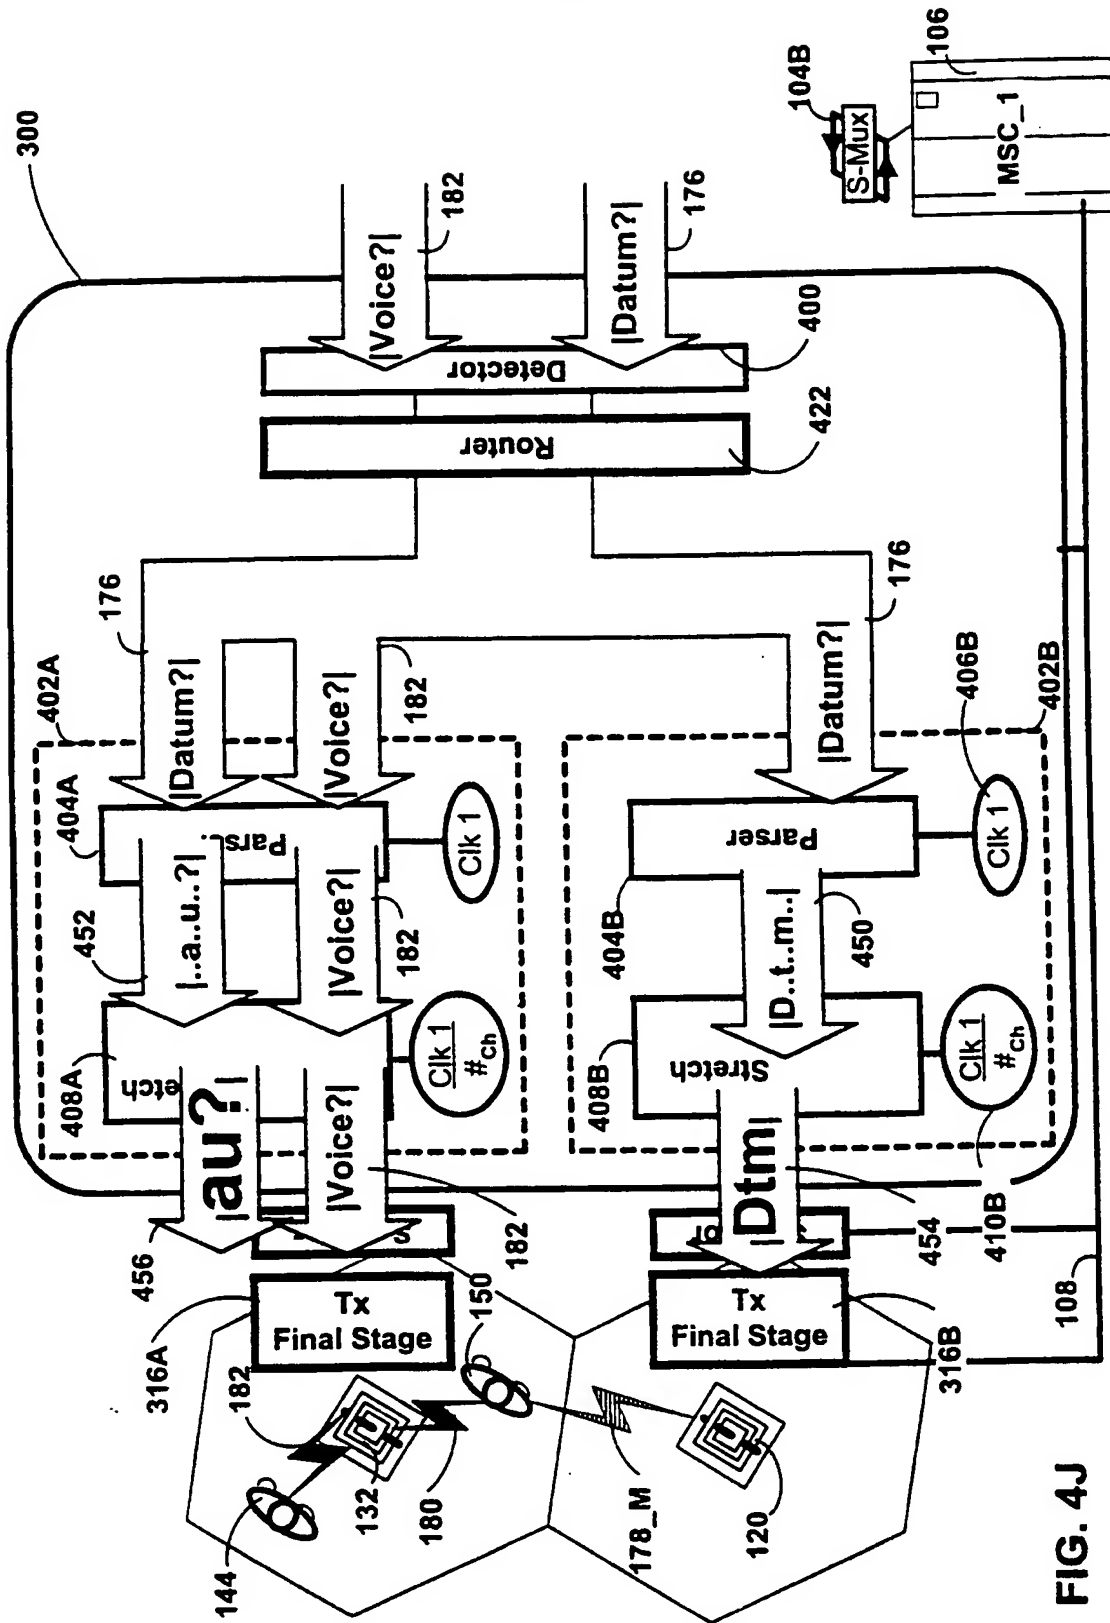 300
182
|Voice?|
176
|Datum?|
Detector
400
Router
422
104B
S-Mux
106
MSC_1
176
402A
|Datum?|
182
|Voice?|
404A
Clk 1
452
|..a..u..?|
|Voice?|
182
408A
etch
Clk 1
#Ch
|au?|
|Voice?|
182
456
176
|Datum?|
406B
402B
Parser
Clk 1
404B
|D..t..m..|
450
408B
Stretch
Clk 1
#Ch
410B
|Dtm|
454
316A
Tx
Final Stage
150
182
144
132
180
Tx
Final Stage
316B
108
178_M
120
FIG. 4J